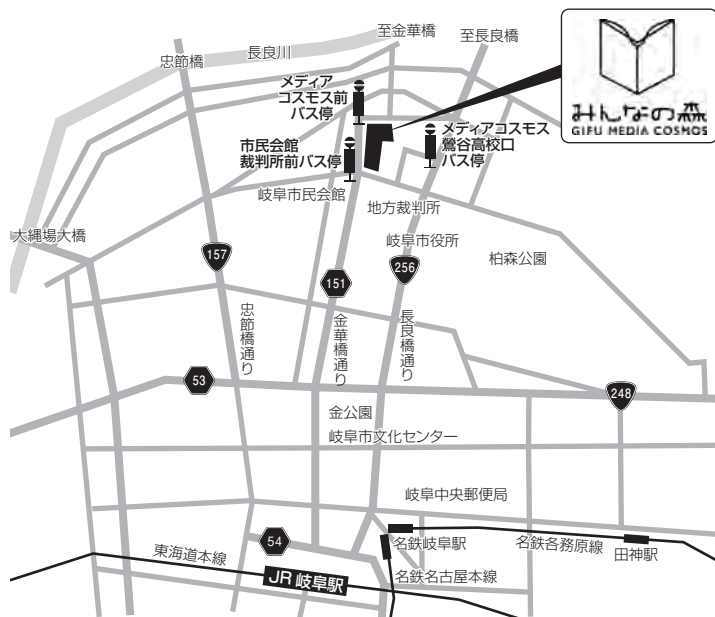 至金華橋
長良川
至長良橋
忠節橋
メディア
コスモス前
バス停
みんなの森
GIFU MEDIA COSMOS
市民会館
裁判所前バス停
メディアコスモス
鶯谷高校口
バス停
岐阜市民会館
地方裁判所
大縄場大橋
岐阜市役所
柏森公園
157
256
151
忠節橋通り
金華橋通り
長良橋通り
53
248
金公園
岐阜市文化センター
岐阜中央郵便局
54
名鉄岐阜駅
名鉄各務原線
田神駅
東海道本線
JR 岐阜駅
名鉄名古屋本線